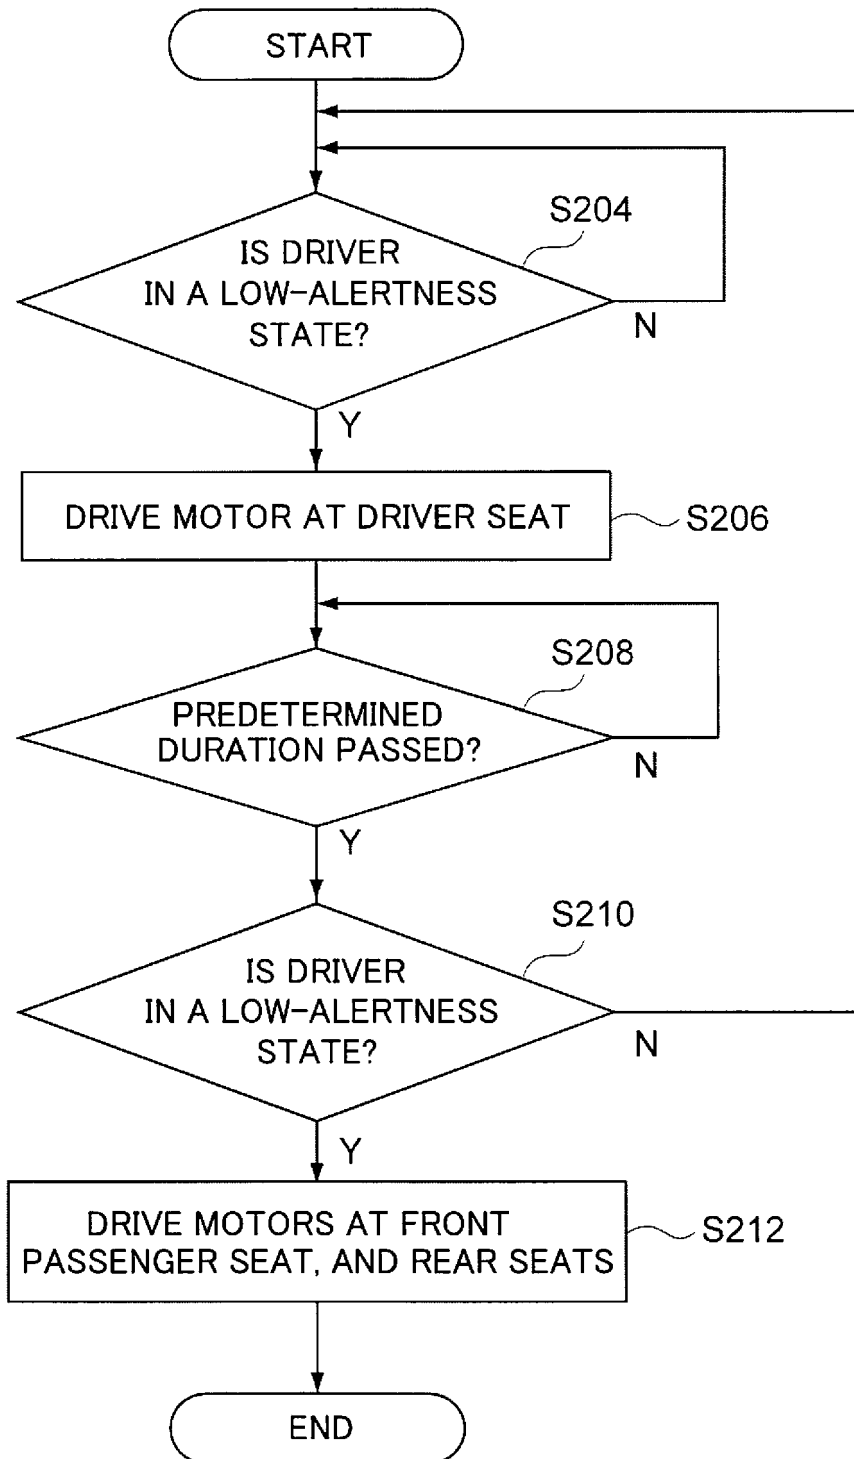 START
S204
IS DRIVER
IN A LOW-ALERTNESS
STATE?
N
Y
DRIVE MOTOR AT DRIVER SEAT
S206
S208
PREDETERMINED
DURATION PASSED?
N
Y
S210
IS DRIVER
IN A LOW-ALERTNESS
STATE?
N
Y
DRIVE MOTORS AT FRONT
PASSENGER SEAT, AND REAR SEATS
S212
END